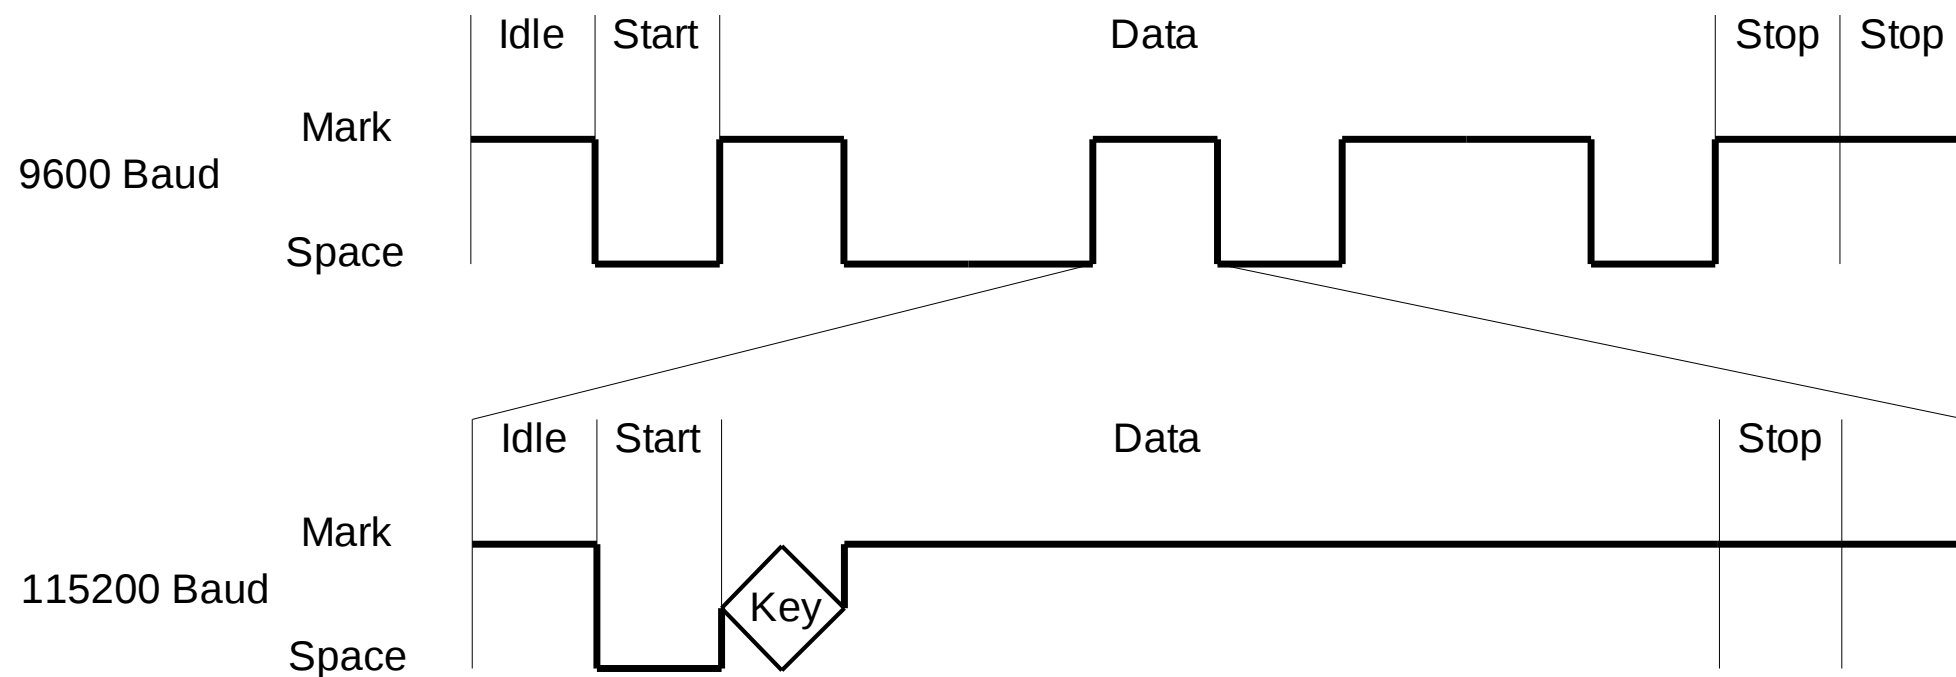 Idle Start Data Stop Stop
Mark
9600 Baud
Space
Idle Start Data Stop
Mark
115200 Baud
Key
Space